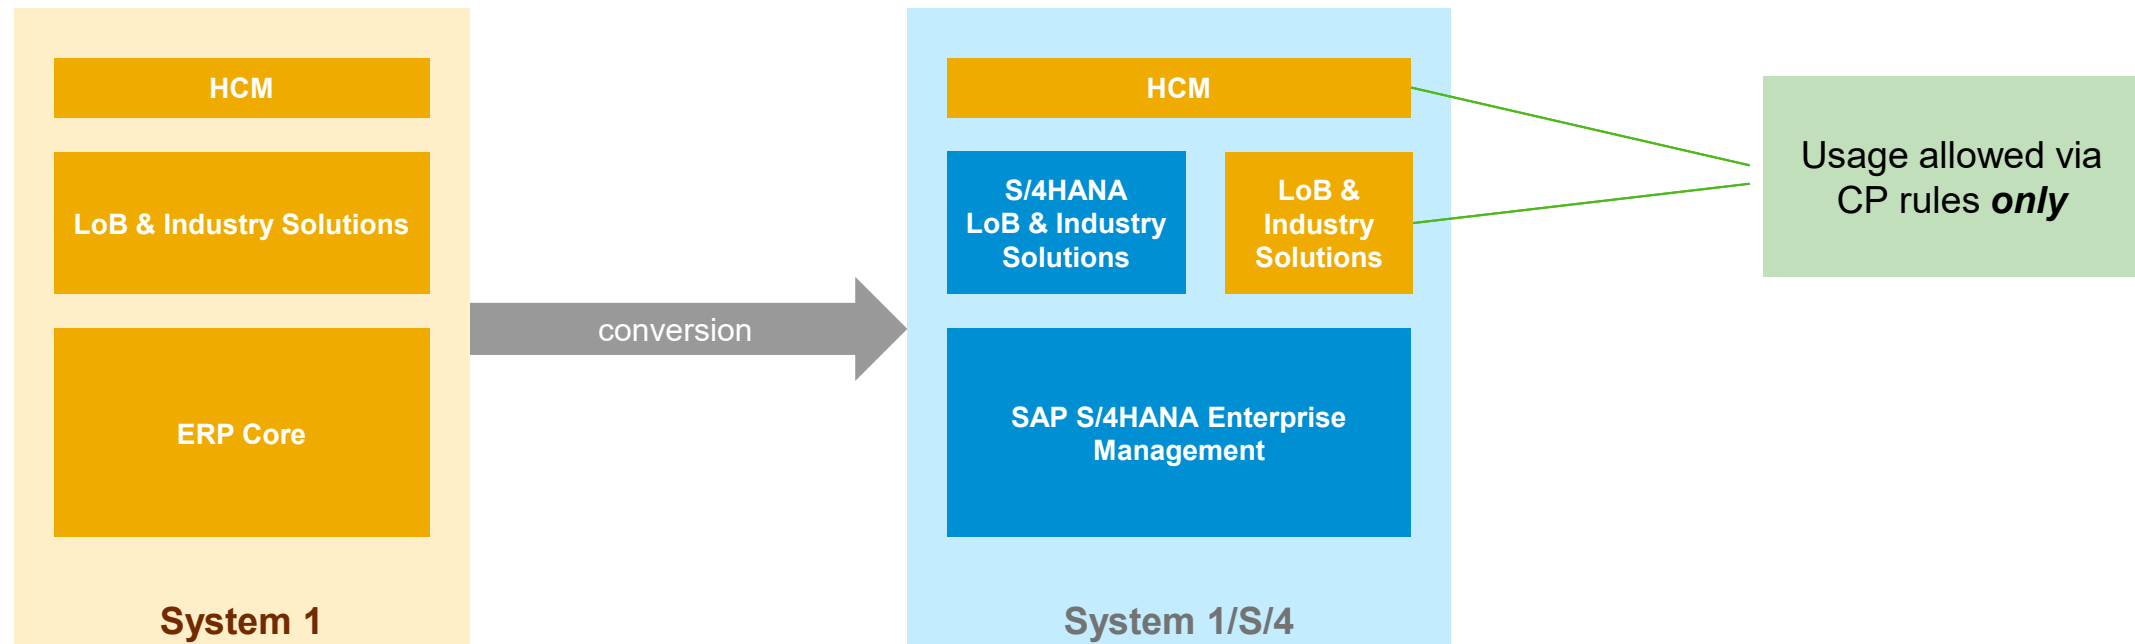 HCM
LoB & Industry Solutions
ERP Core
System 1
conversion
HCM
S/4HANA
LoB & Industry
Solutions
LoB &
Industry
Solutions
SAP S/4HANA Enterprise
Management
System 1/S/4
Usage allowed via
CP rules only